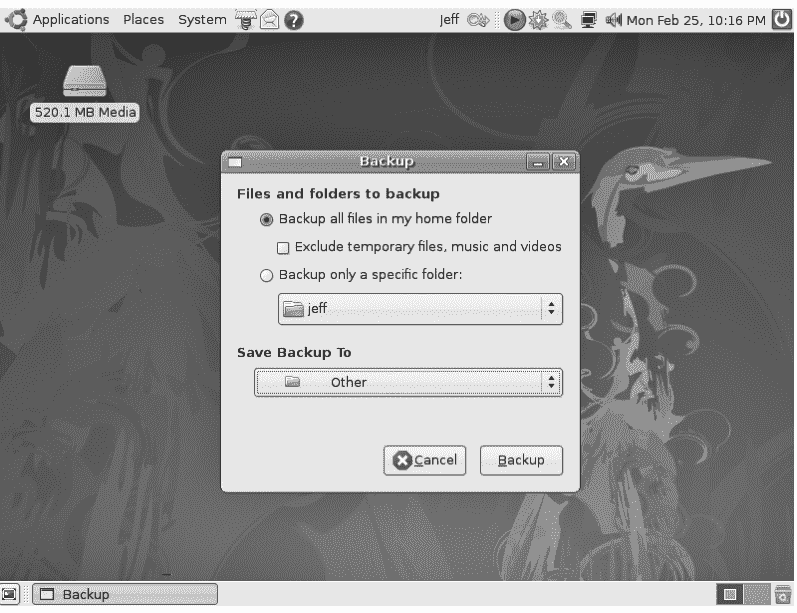 Applications Places System Jeff Mon Feb 25, 10:16 PM
520.1 MB Media
Backup
Files and folders to backup
Backup all files in my home folder
Exclude temporary files, music and videos
Backup only a specific folder:
jeff
Save Backup To
Other
Cancel Backup
Backup